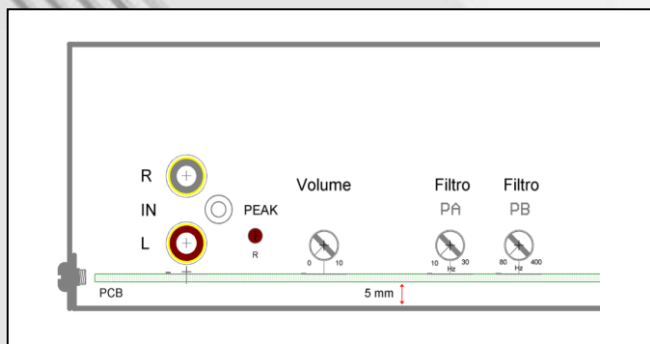 R
IN
L
PEAK
R
Volume
0 10
Filtro
PA
10 30
Hz
Filtro
PB
80 400
Hz
PCB
5 mm